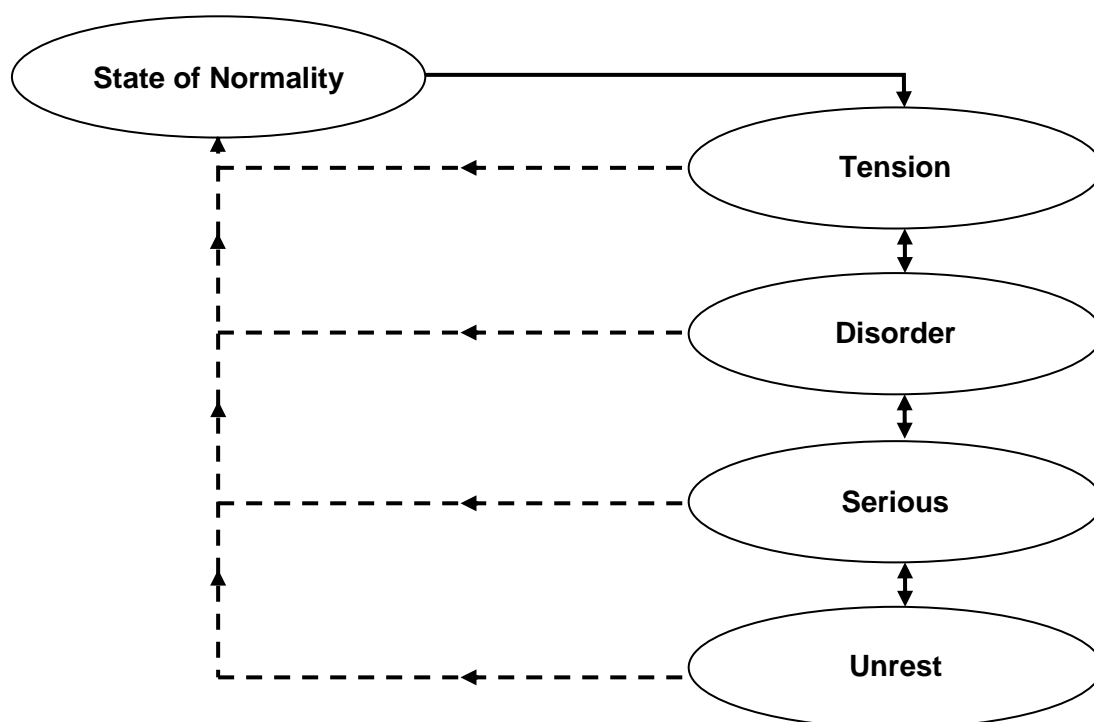 State of Normality
Tension
Disorder
Serious
Unrest